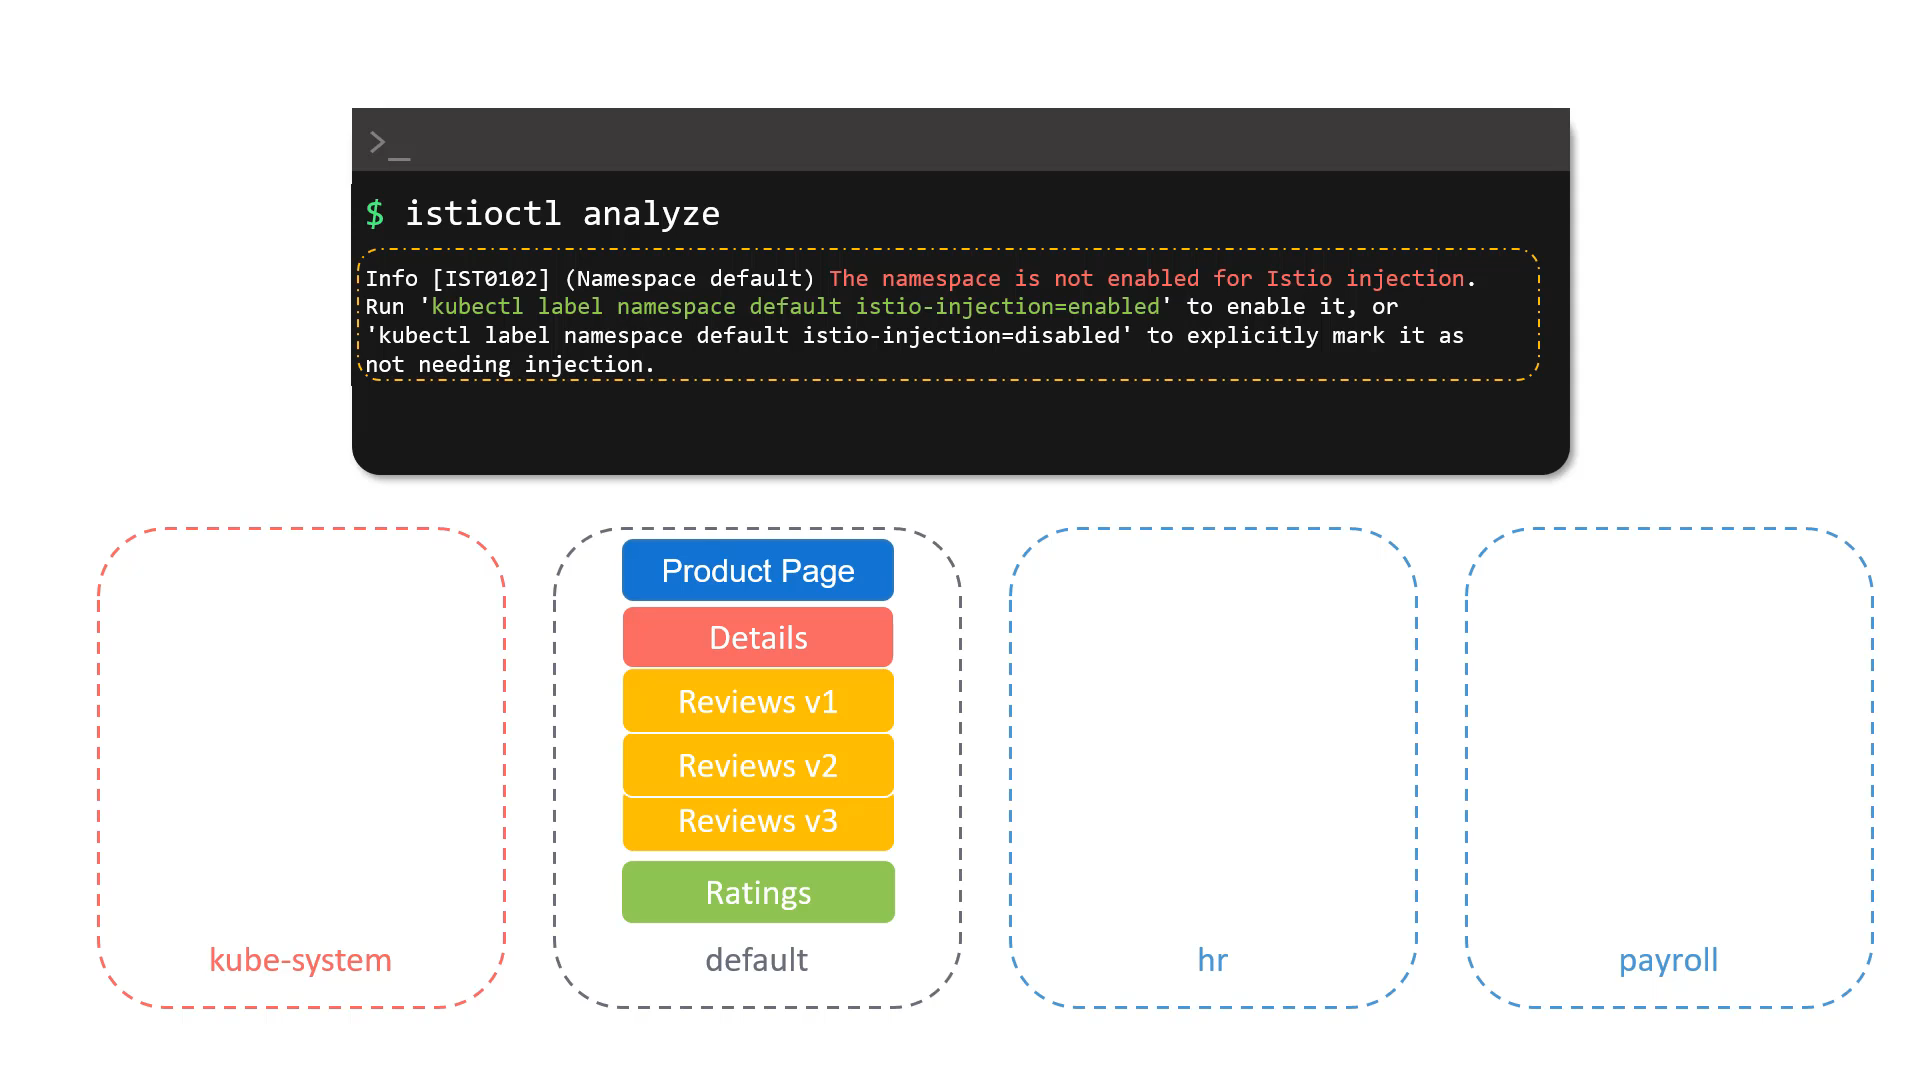 >_
$ istioctl analyze
Info [IST0102] (Namespace default) The namespace is not enabled for Istio injection.
Run 'kubectl label namespace default istio-injection=enabled' to enable it, or
'kubectl label namespace default istio-injection=disabled' to explicitly mark it as
not needing injection.
Product Page
Details
Reviews v1
Reviews v2
Reviews v3
Ratings
kube-system
default
hr
payroll